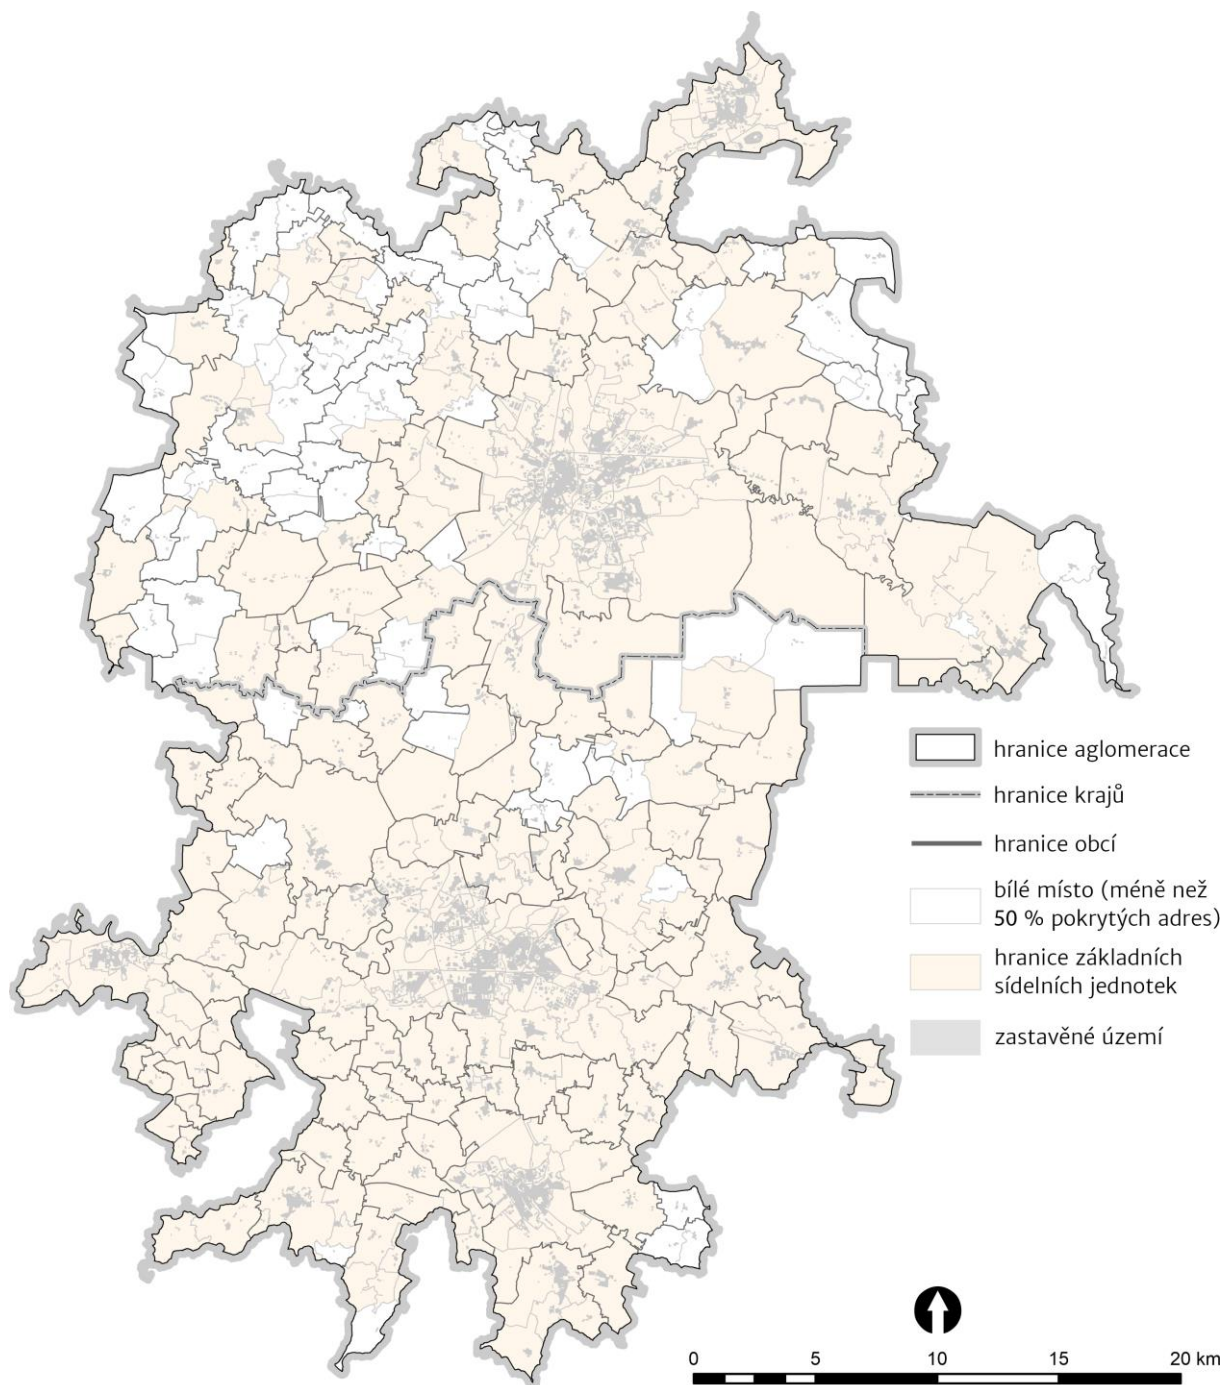 hranice aglomerace
hranice krajů
hranice obcí
bílé místo (méně než
50 % pokrytých adres)
hranice základních
sídelních jednotek
zastavěné území
0 5 10 15 20 km